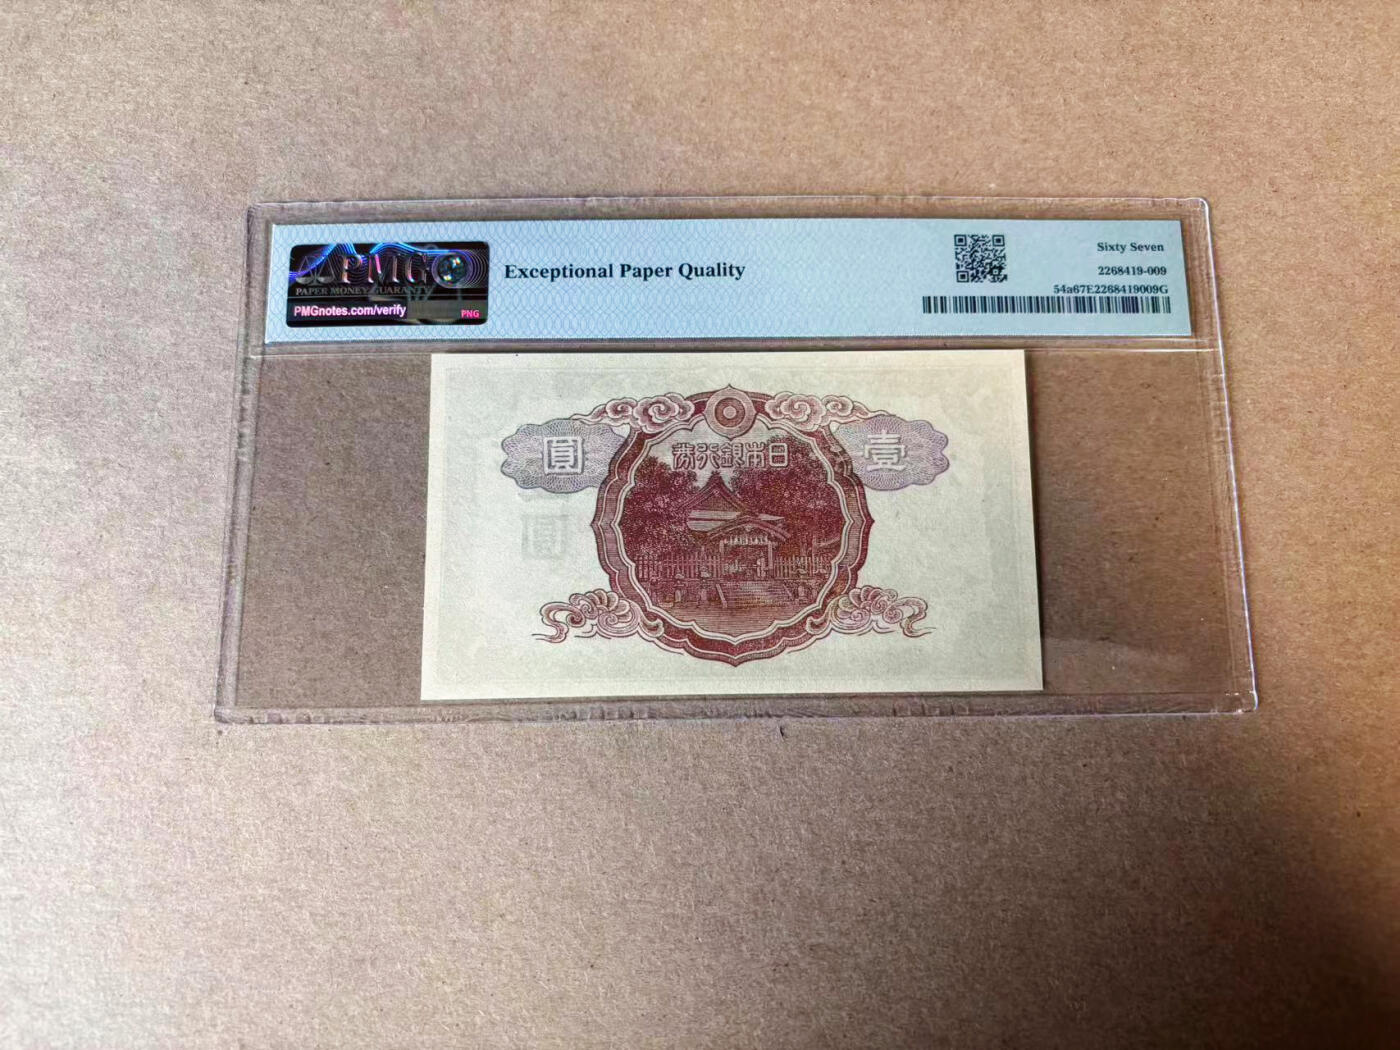 PMG
PAPER MONEY GUARANTY
PMGnotes.com/verify
PNG
Exceptional Paper Quality
Sixty Seven
2268419-009
54a67E2268419009G
圓
券行銀本日
壹
圓